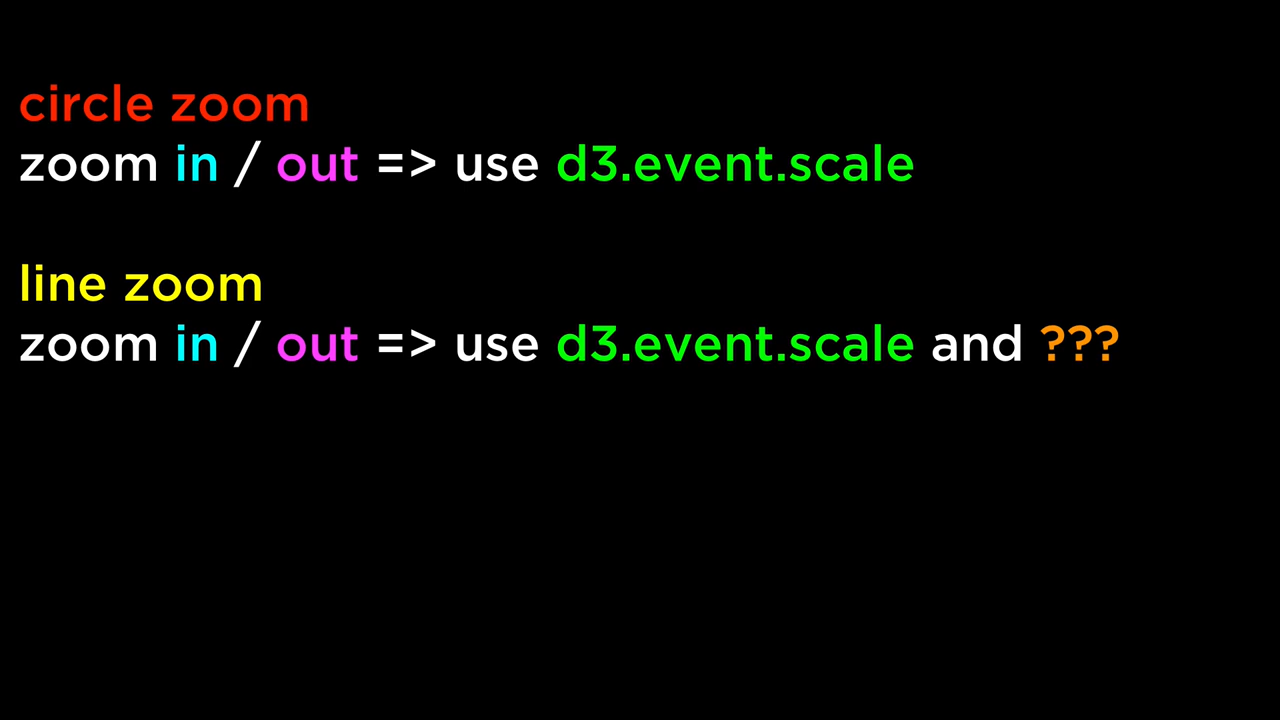 circle zoom
zoom in / out => use d3.event.scale
line zoom
zoom in / out => use d3.event.scale and ???